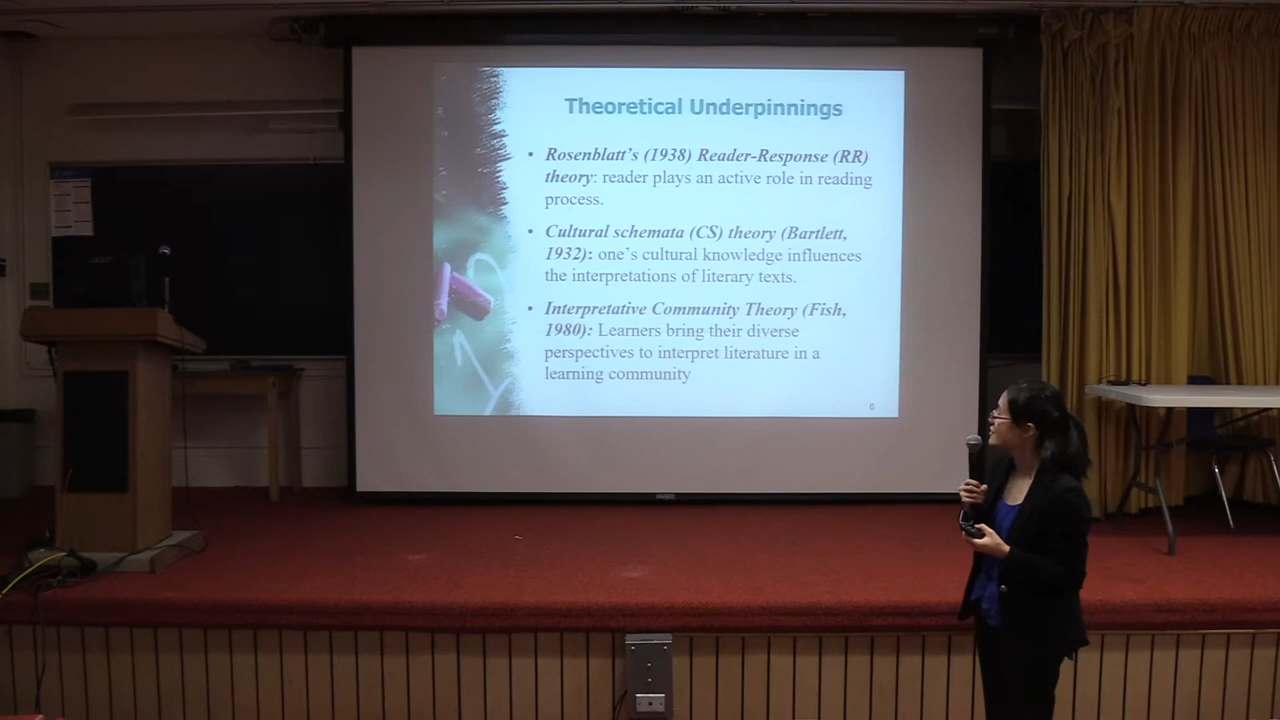 Theoretical Underpinnings
• Rosenblatt's (1938) Reader-Response (RR)
theory: reader plays an active role in reading
process.
• Cultural schemata (CS) theory (Bartlett,
1932): one's cultural knowledge influences
the interpretations of literary texts.
• Interpretative Community Theory (Fish,
1980): Learners bring their diverse
perspectives to interpret literature in a
learning community
6